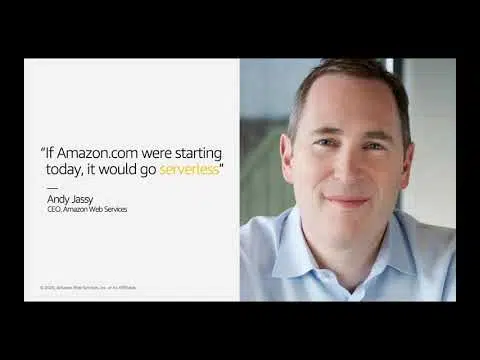 “If Amazon.com were starting
today, it would go serverless“
Andy Jassy
CEO, Amazon Web Services
© 2020, Amazon Web Services, Inc. or its Affiliates.